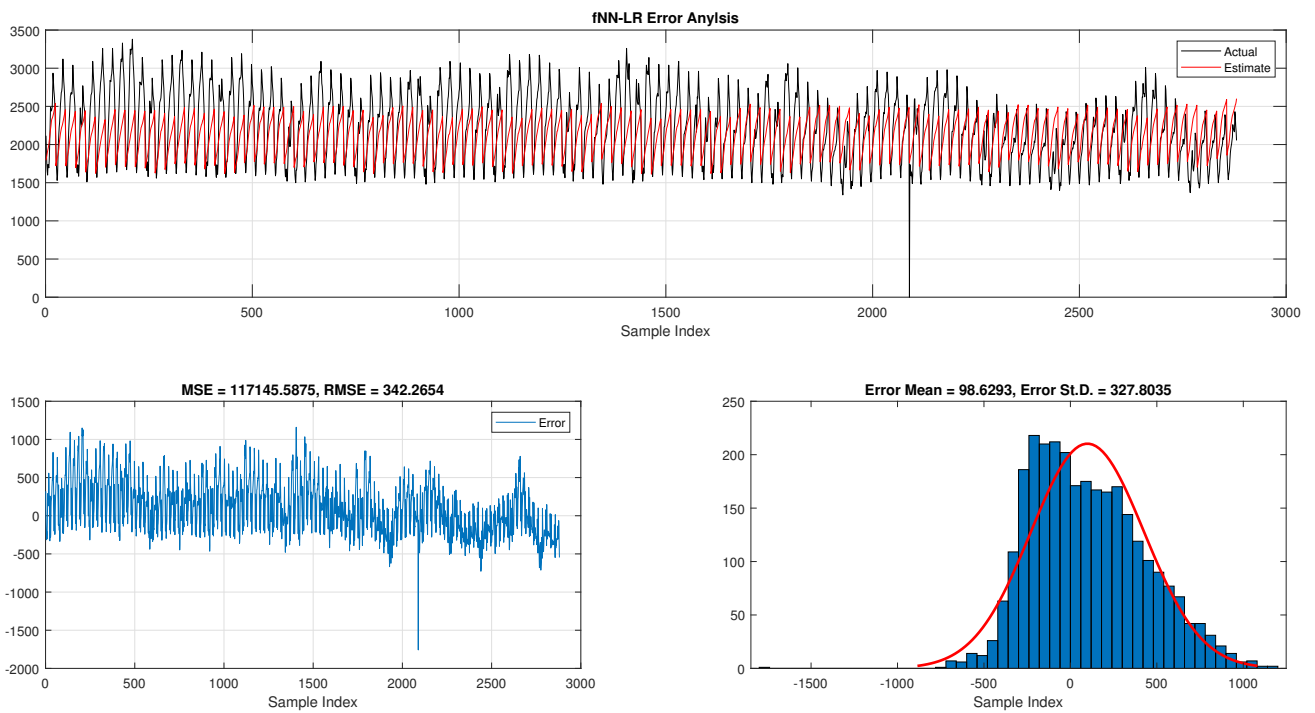 fNN-LR Error Anylsis
3500
3000
2500
2000
1500
1000
500
0
Actual
Estimate
0 500 1000 1500 2000 2500 3000
Sample Index
MSE = 117145.5875, RMSE = 342.2654
1500
1000
500
0
-500
-1000
-1500
-2000
Error
0 500 1000 1500 2000 2500 3000
Sample Index
Error Mean = 98.6293, Error St.D. = 327.8035
250
200
150
100
50
0
-1500 -1000 -500 0 500 1000
Sample Index